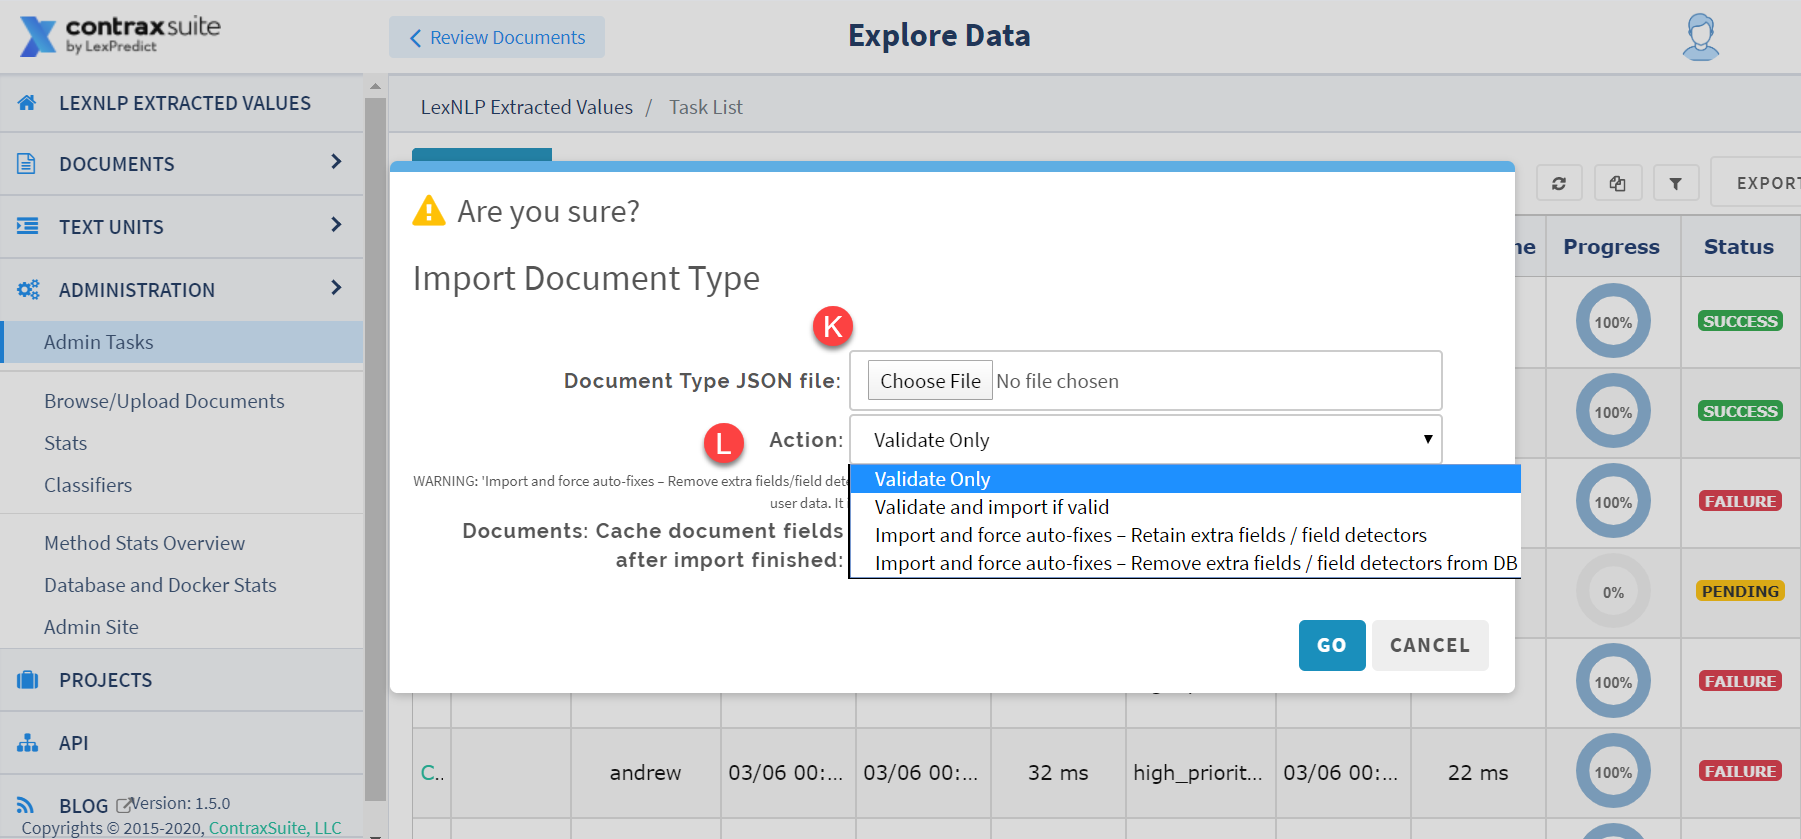 contraxsuite
by LexPredict
Review Documents
Explore Data
LEXNLP EXTRACTED VALUES
DOCUMENTS
TEXT UNITS
ADMINISTRATION
Admin Tasks
Browse/Upload Documents
Stats
Classifiers
Method Stats Overview
Database and Docker Stats
Admin Site
PROJECTS
API
BLOG
Version: 1.5.0
Copyrights © 2015-2020, ContraxSuite, LLC
LexNLP Extracted Values / Task List
EXPORT
Progress Status
Are you sure?
Import Document Type
K
Document Type JSON file: Choose File No file chosen
L
Action: Validate Only
WARNING: 'Import and force auto-fixes – Remove extra fields/field
user data. It
Validate Only
Validate and import if valid
Import and force auto-fixes – Retain extra fields / field detectors
Import and force auto-fixes – Remove extra fields / field detectors from DB
Documents: Cache document fields
after import finished:
GO CANCEL
100% SUCCESS
100% SUCCESS
100% FAILURE
0% PENDING
100% FAILURE
C.. andrew 03/06 00:... 03/06 00:... 32 ms high_priorit... 03/06 00:... 22 ms 100% FAILURE